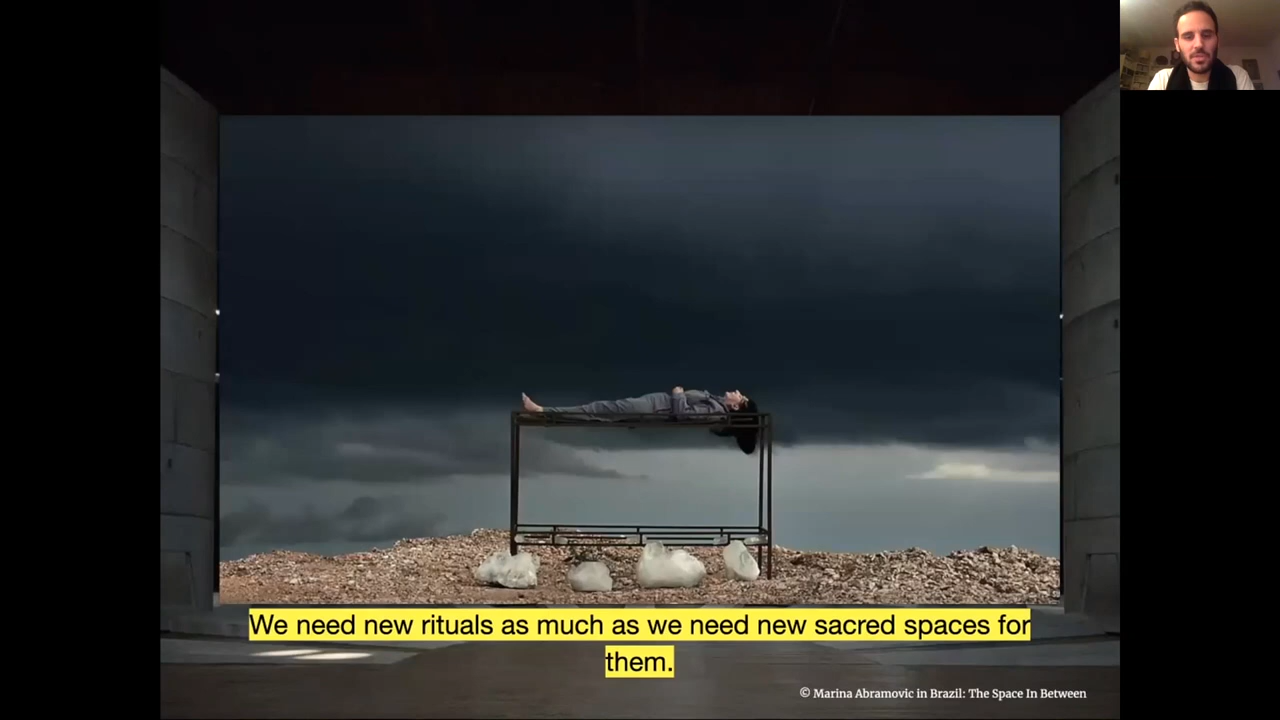 We need new rituals as much as we need new sacred spaces for
them.
© Marina Abramovic in Brazil: The Space In Between